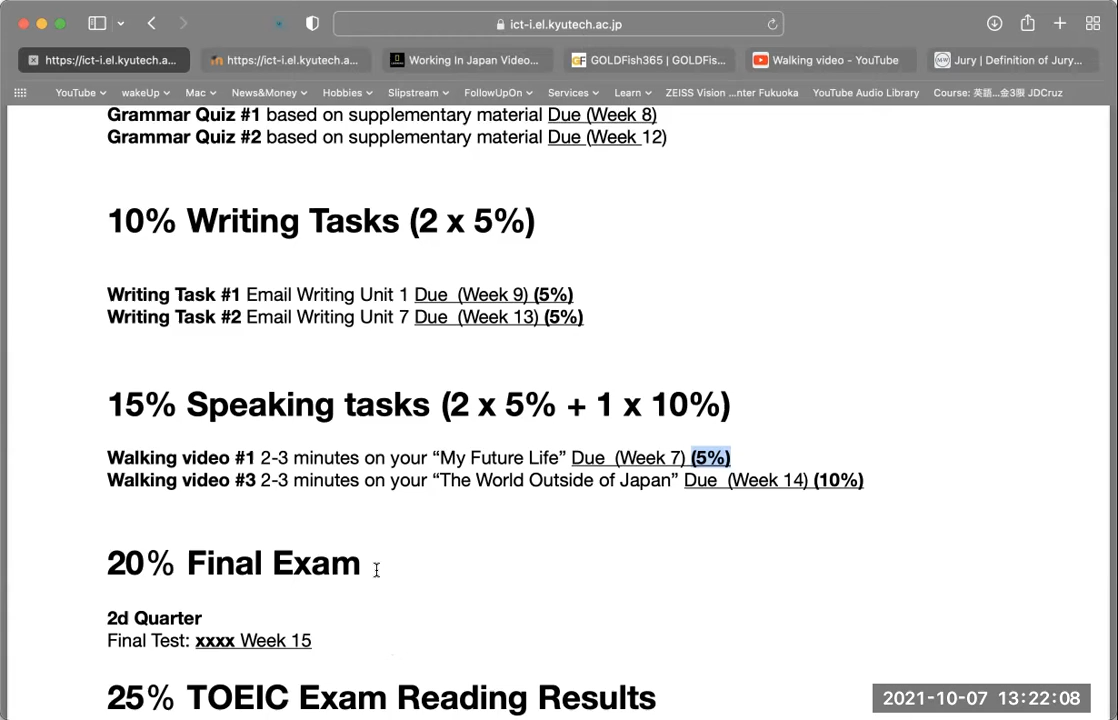 ict-i.el.kyutech.ac.jp
https://ict-i.el.kyutech.a...
https://ict-i.el.kyutech.a...
Working In Japan Video...
GOLDFish365 | GOLDFis...
Walking video - YouTube
Jury | Definition of Jury...
YouTube
wakeUp
Mac
News&Money
Hobbies
Slipstream
FollowUpOn
Services
Learn
ZEISS Vision ...nter Fukuoka
YouTube Audio Library
Course: 英語...金3限 JDCruz
Grammar Quiz #1 based on supplementary material Due (Week 8)
Grammar Quiz #2 based on supplementary material Due (Week 12)
10% Writing Tasks (2 x 5%)
Writing Task #1 Email Writing Unit 1 Due (Week 9) (5%)
Writing Task #2 Email Writing Unit 7 Due (Week 13) (5%)
15% Speaking tasks (2 x 5% + 1 x 10%)
Walking video #1 2-3 minutes on your “My Future Life” Due (Week 7) (5%)
Walking video #3 2-3 minutes on your “The World Outside of Japan” Due (Week 14) (10%)
20% Final Exam
2d Quarter
Final Test: xxxx Week 15
25% TOEIC Exam Reading Results
2021-10-07 13:22:08